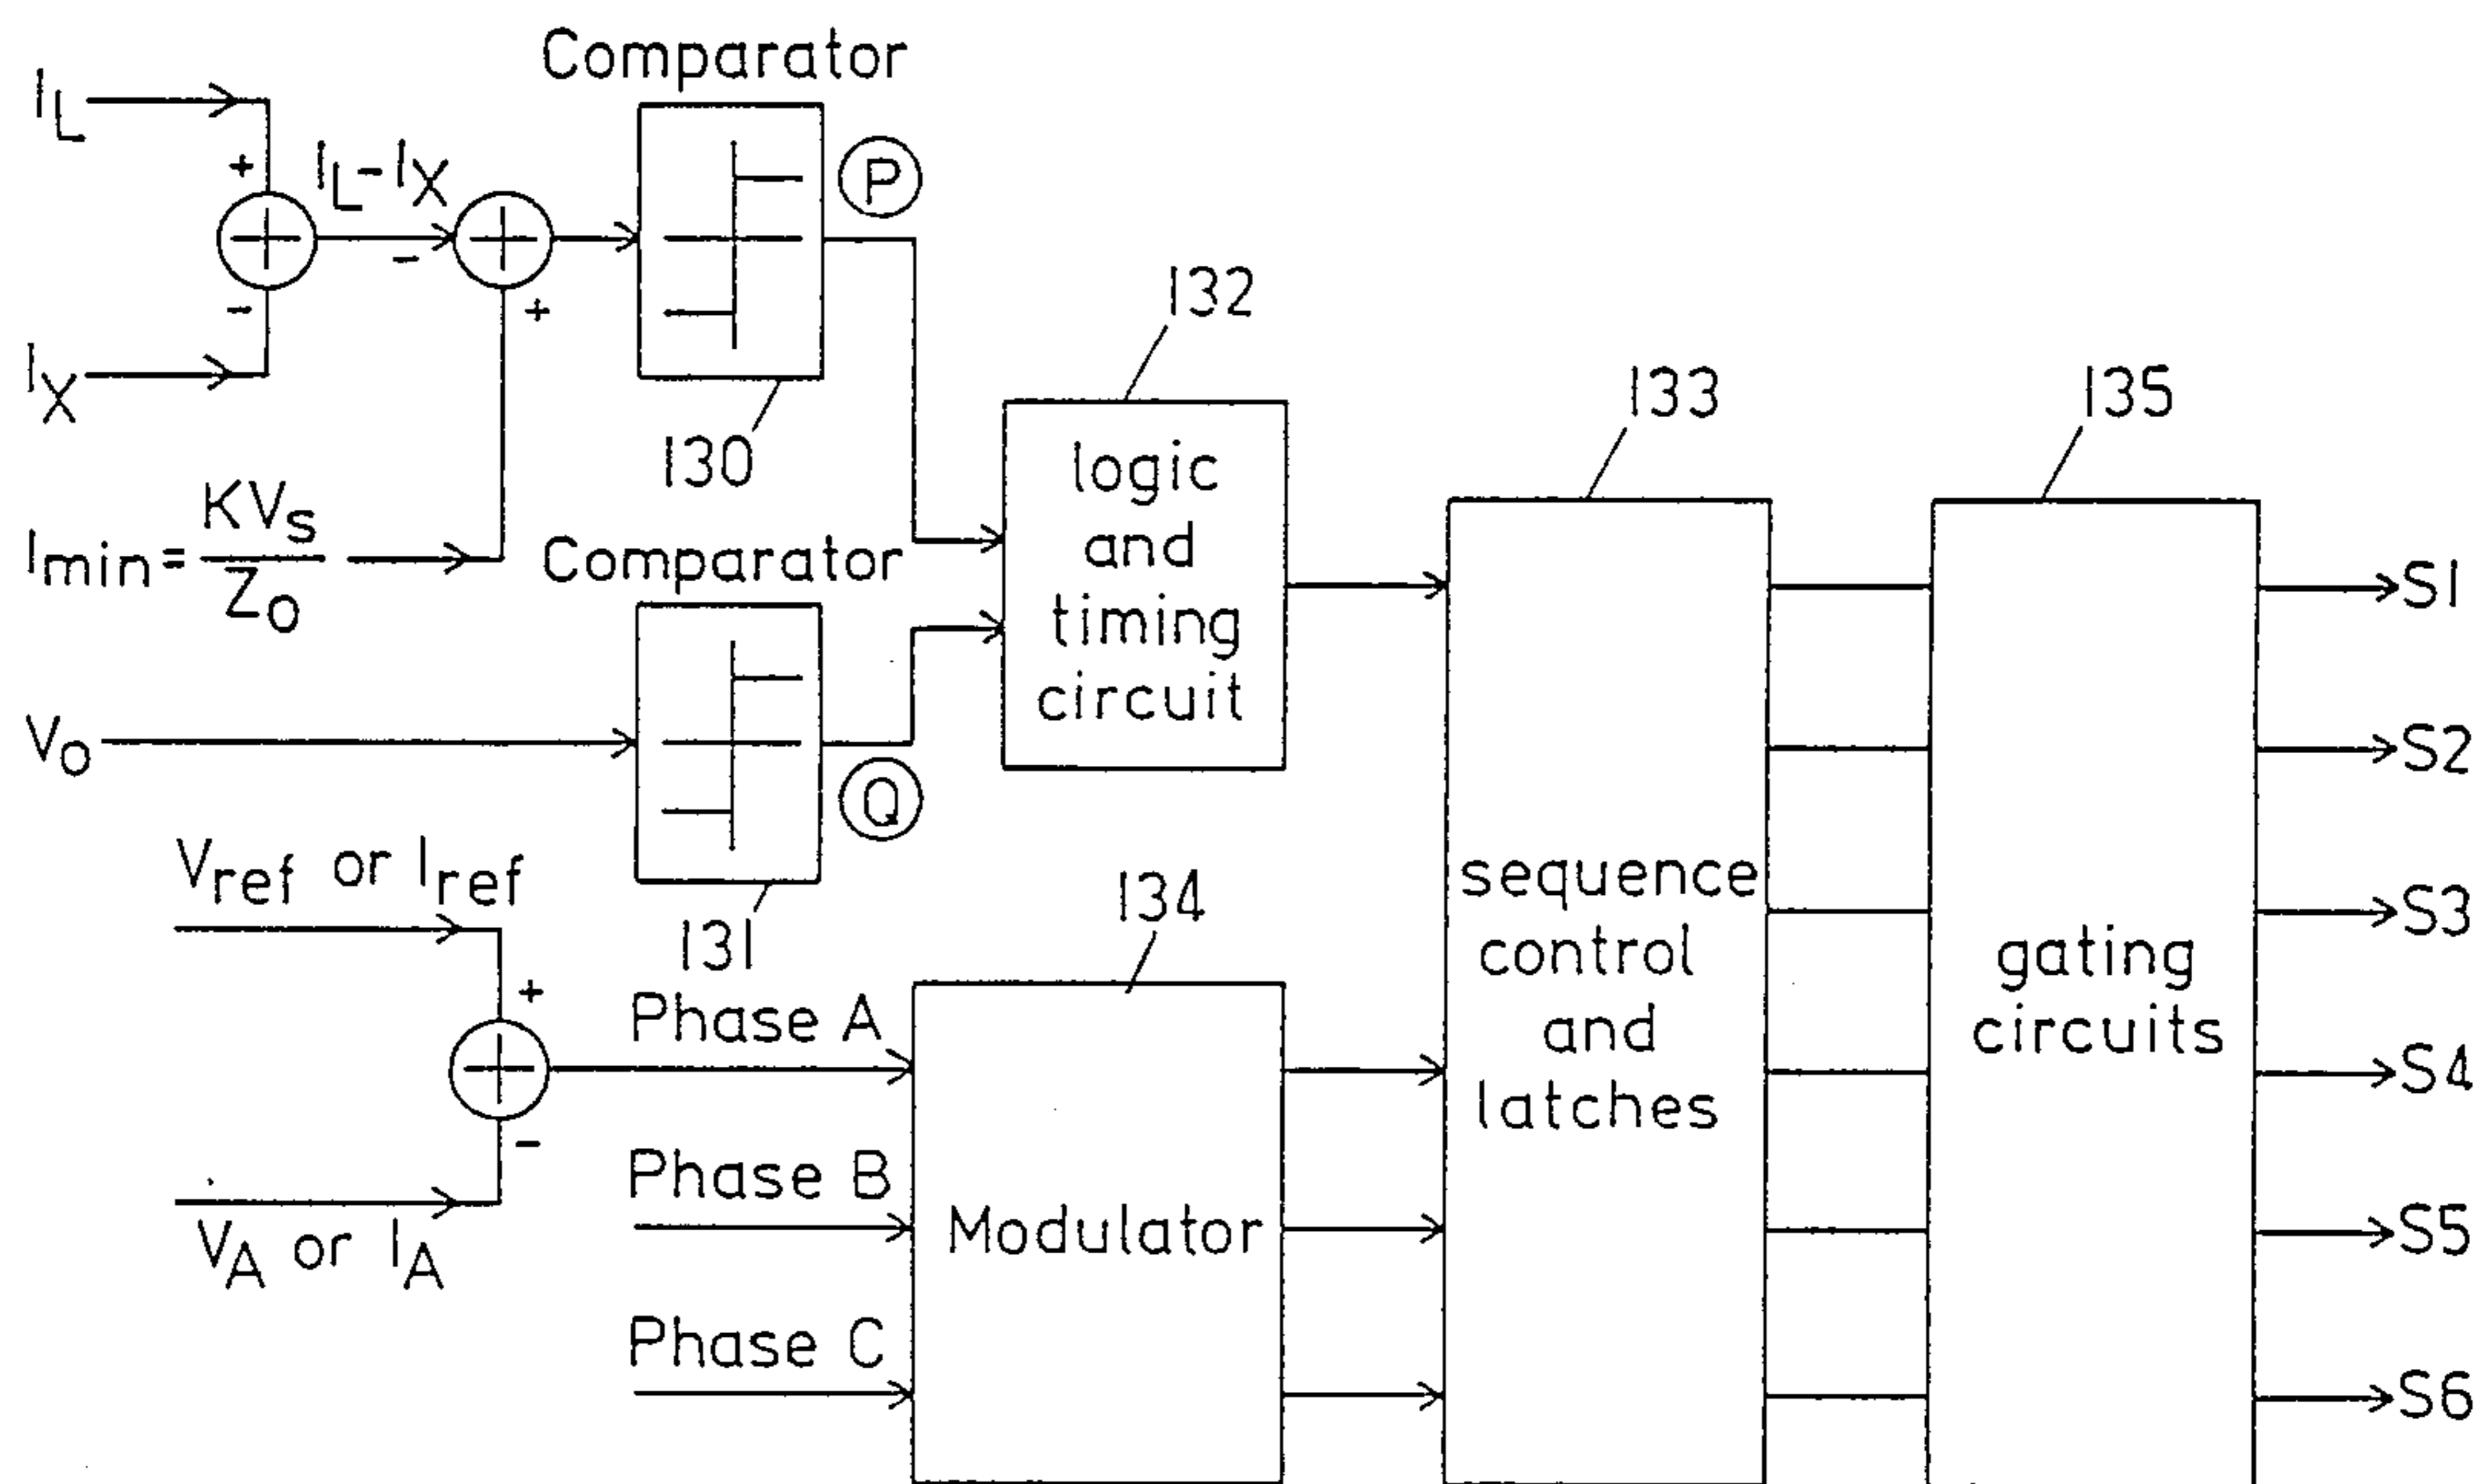 Comparator
IL
+
IL-IX
P
-
-
+
IX
130
132
133
135
Imin = KVs/Zo
logic
and
timing
circuit
Comparator
Vo
Q
131
S1
S2
S3
S4
S5
S6
Vref or Iref
+
-
VA or IA
134
Phase A
Phase B
Phase C
Modulator
sequence
control
and
latches
gating
circuits